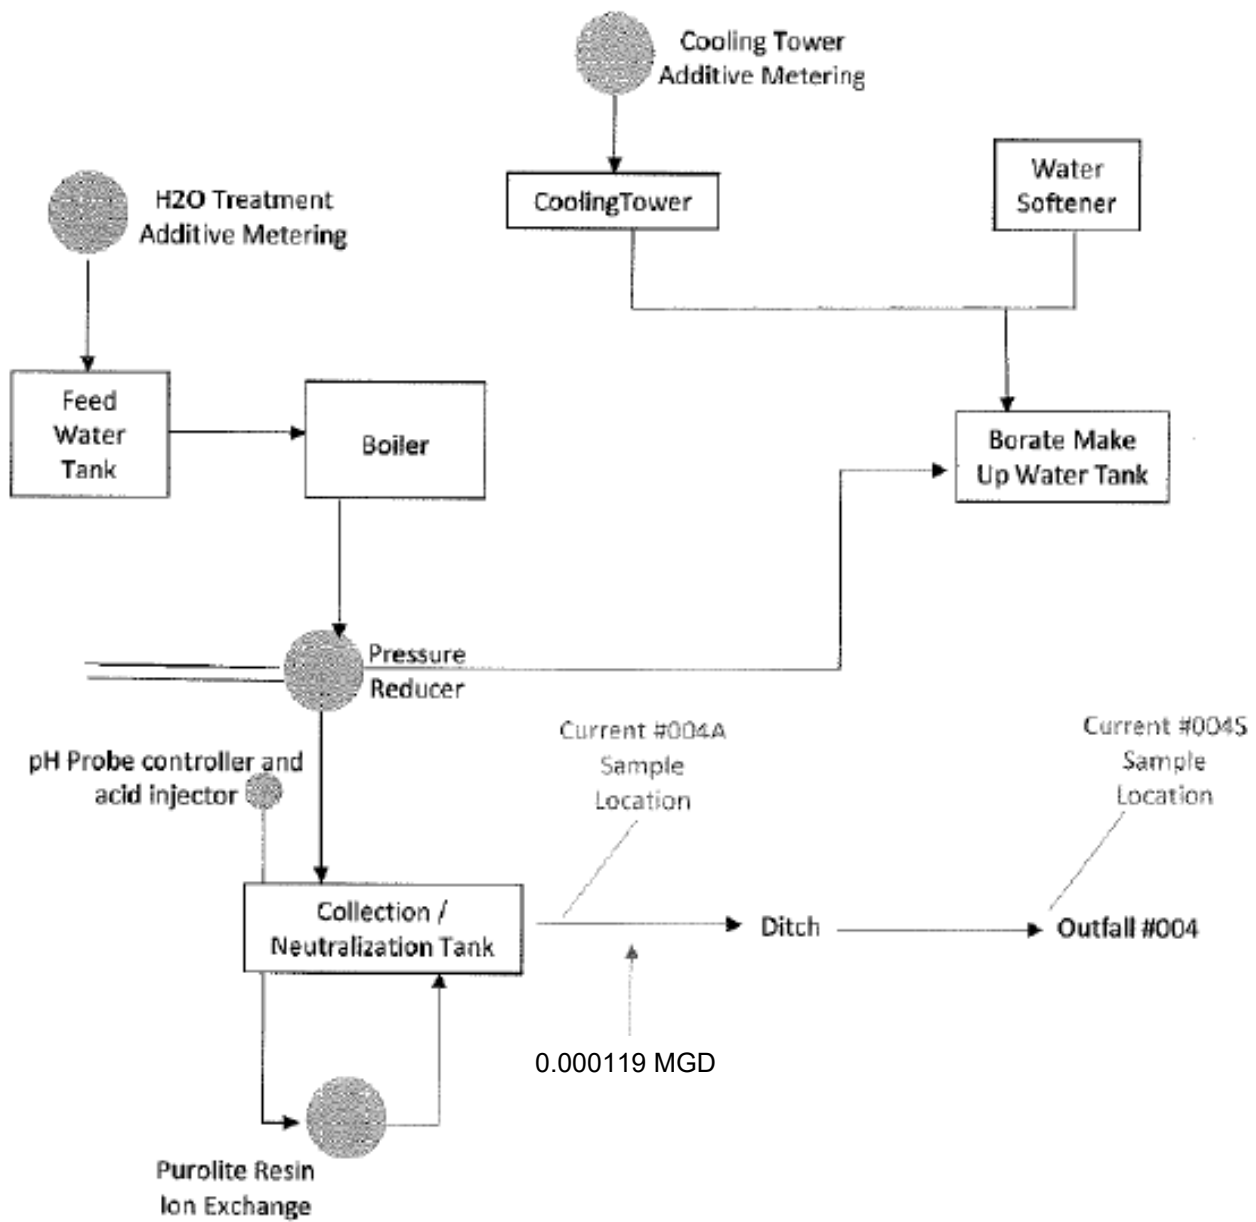 Cooling Tower
Additive Metering
Water
Softener
H2O Treatment
Additive Metering
CoolingTower
Feed
Water
Tank
Boiler
Borate Make
Up Water Tank
Pressure
Reducer
pH Probe controller and
acid injector
Current #004A
Sample
Location
Current #004S
Sample
Location
Collection /
Neutralization Tank
Ditch
Outfall #004
0.000119 MGD
Purolite Resin
Ion Exchange